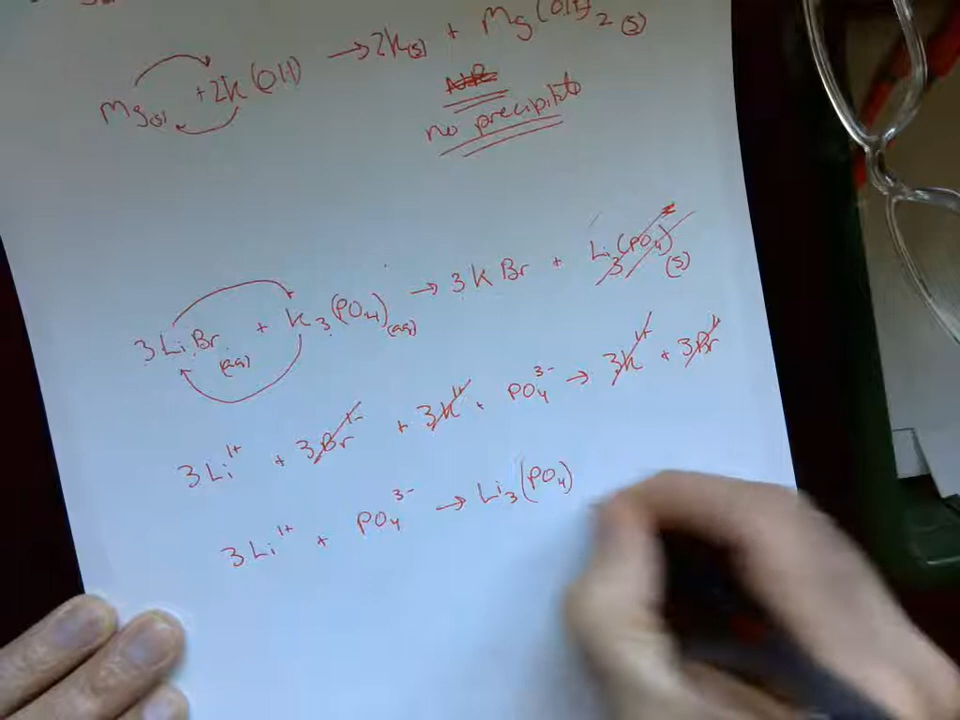 Mg(s) + 2K(OH) → 2K(s) + Mg(OH)2(s)
no precipitate
3LiBr(aq) + K3(PO4)(aq) → 3KBr + Li3(PO4)(s)
3Li1+ + 3Br1- + 3K1+ + PO43- → 3K1+ + 3Br1-
3Li1+ + PO43- → Li3(PO4)